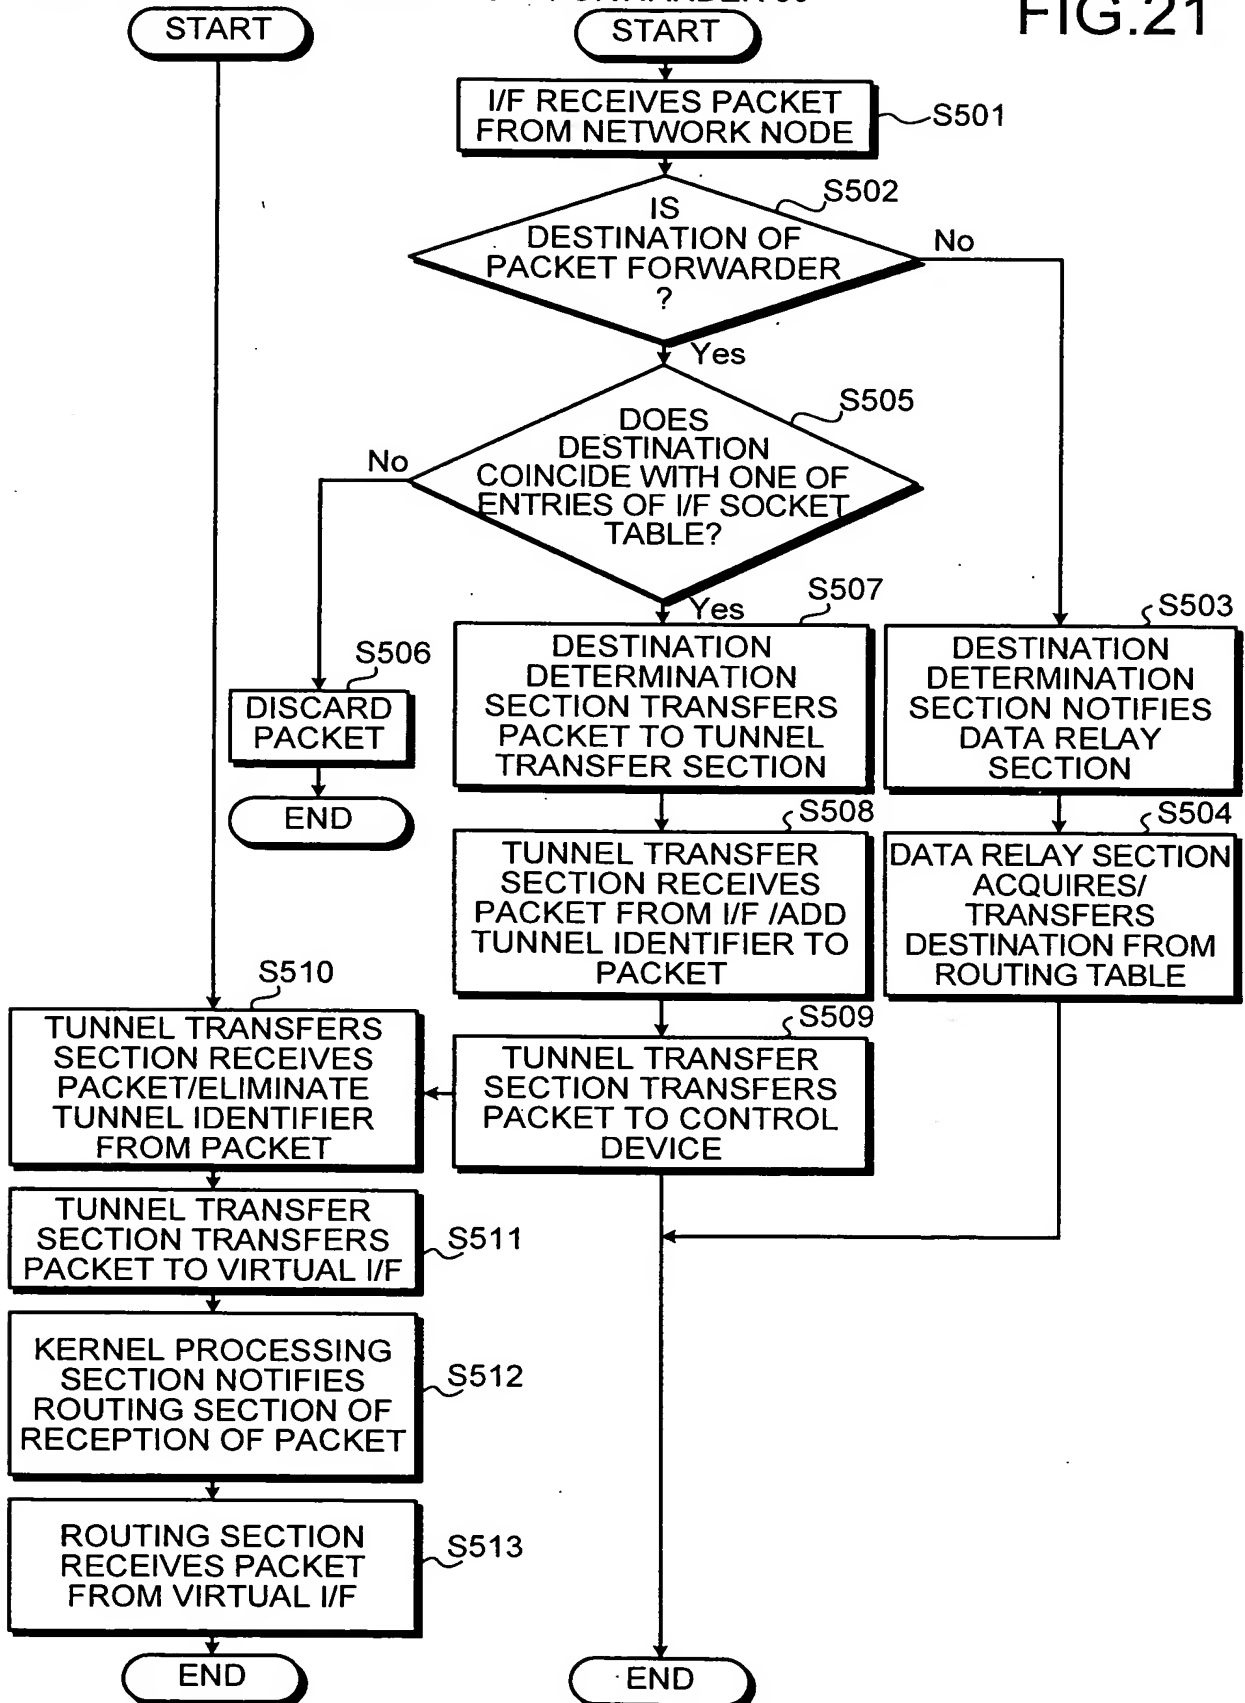 FIG.21
START
START
I/F RECEIVES PACKET
FROM NETWORK NODE
S501
S502
IS
DESTINATION OF
PACKET FORWARDER
?
No
Yes
S505
DOES
DESTINATION
COINCIDE WITH ONE OF
ENTRIES OF I/F SOCKET
TABLE?
No
Yes
S506
DISCARD
PACKET
END
S507
DESTINATION
DETERMINATION
SECTION TRANSFERS
PACKET TO TUNNEL
TRANSFER SECTION
S503
DESTINATION
DETERMINATION
SECTION NOTIFIES
DATA RELAY
SECTION
S508
TUNNEL TRANSFER
SECTION RECEIVES
PACKET FROM I/F /ADD
TUNNEL IDENTIFIER TO
PACKET
S504
DATA RELAY SECTION
ACQUIRES/
TRANSFERS
DESTINATION FROM
ROUTING TABLE
S510
TUNNEL TRANSFERS
SECTION RECEIVES
PACKET/ELIMINATE
TUNNEL IDENTIFIER
FROM PACKET
S509
TUNNEL TRANSFER
SECTION TRANSFERS
PACKET TO CONTROL
DEVICE
TUNNEL TRANSFER
SECTION TRANSFERS
PACKET TO VIRTUAL I/F
S511
KERNEL PROCESSING
SECTION NOTIFIES
ROUTING SECTION OF
RECEPTION OF PACKET
S512
ROUTING SECTION
RECEIVES PACKET
FROM VIRTUAL I/F
S513
END
END